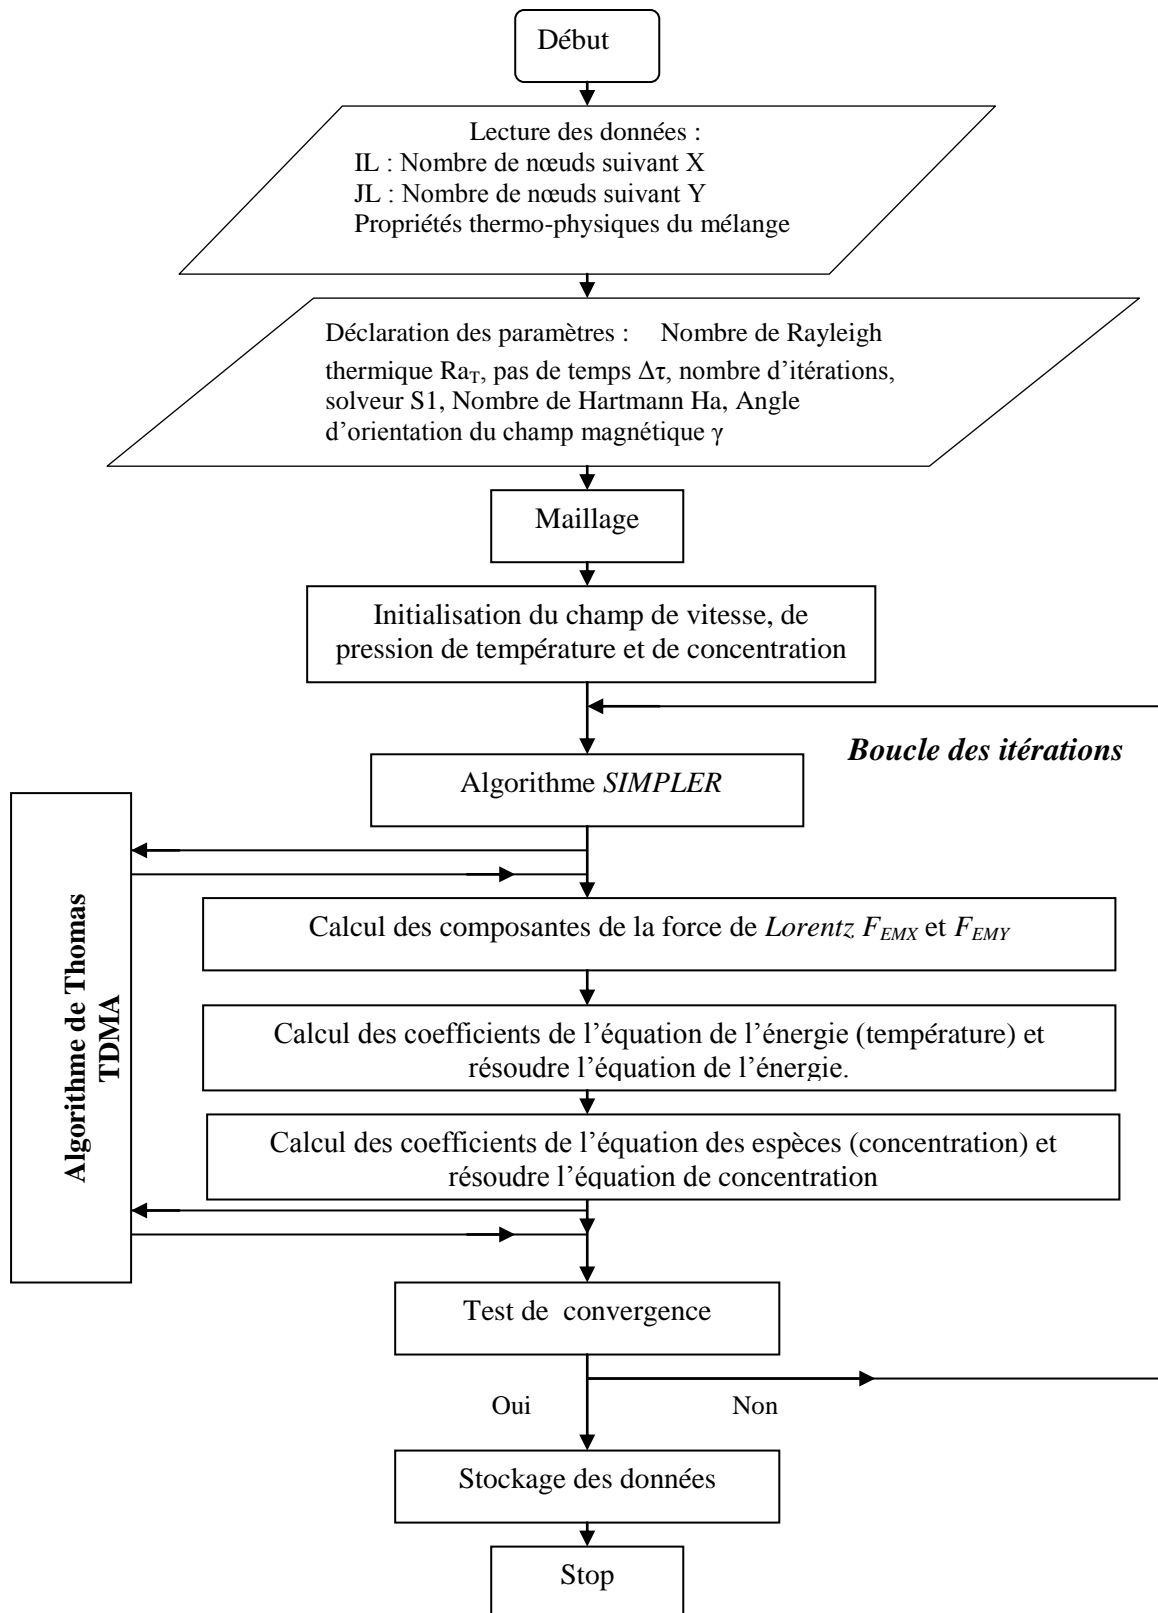 Début
Lecture des données :
IL : Nombre de nœuds suivant X
JL : Nombre de nœuds suivant Y
Propriétés thermo-physiques du mélange
Déclaration des paramètres : Nombre de Rayleigh
thermique Ra_T, pas de temps Δτ, nombre d’itérations,
solveur S1, Nombre de Hartmann Ha, Angle
d’orientation du champ magnétique γ
Maillage
Initialisation du champ de vitesse, de
pression de température et de concentration
Boucle des itérations
Algorithme SIMPLER
Algorithme de Thomas
TDMA
Calcul des composantes de la force de Lorentz F_EMX et F_EMY
Calcul des coefficients de l’équation de l’énergie (température) et
résoudre l’équation de l’énergie.
Calcul des coefficients de l’équation des espèces (concentration) et
résoudre l’équation de concentration
Test de convergence
Oui
Non
Stockage des données
Stop